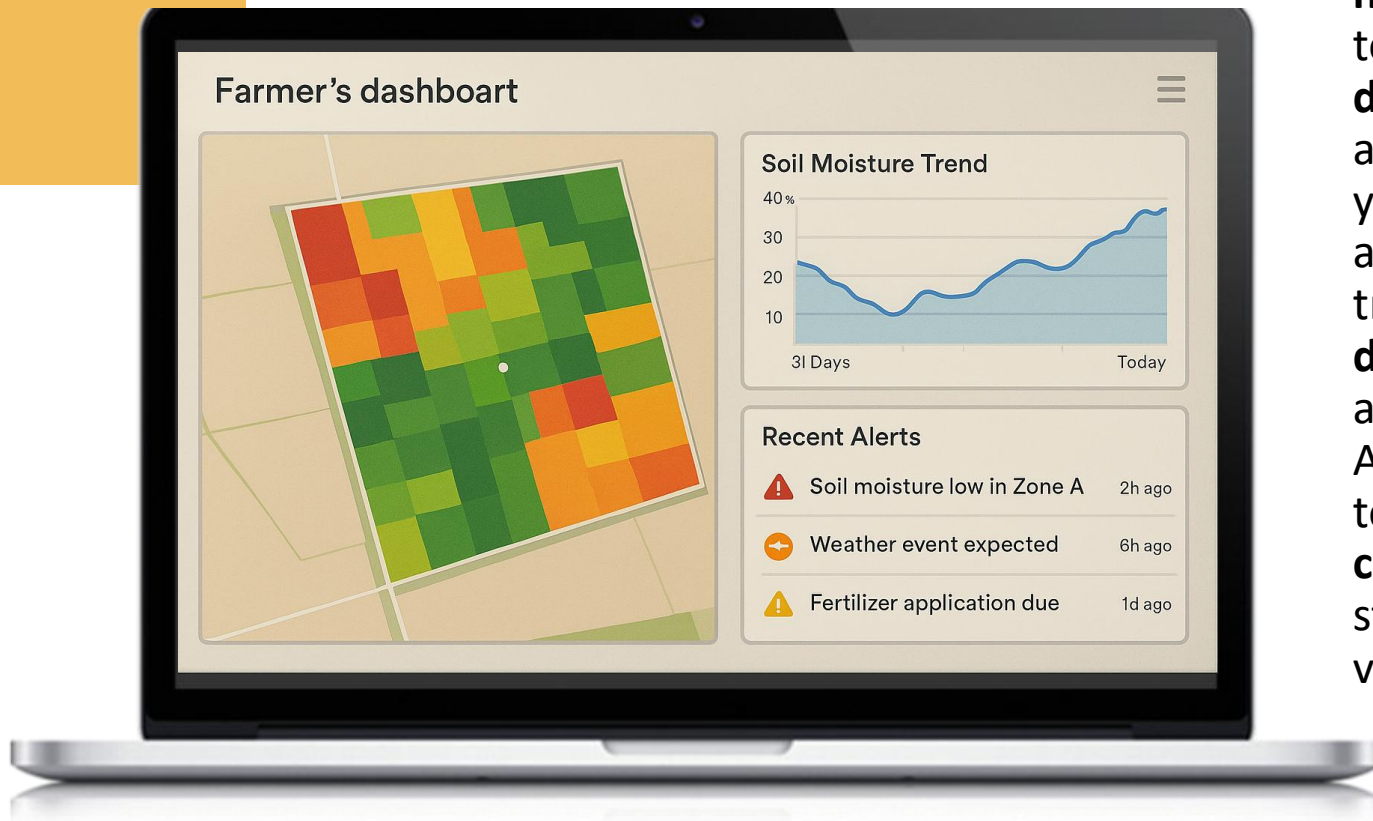 Farmer's dashboart
Soil Moisture Trend
40%
30
20
10
3l Days
Today
Recent Alerts
Soil moisture low in Zone A 2h ago
Weather event expected 6h ago
Fertilizer application due 1d ago